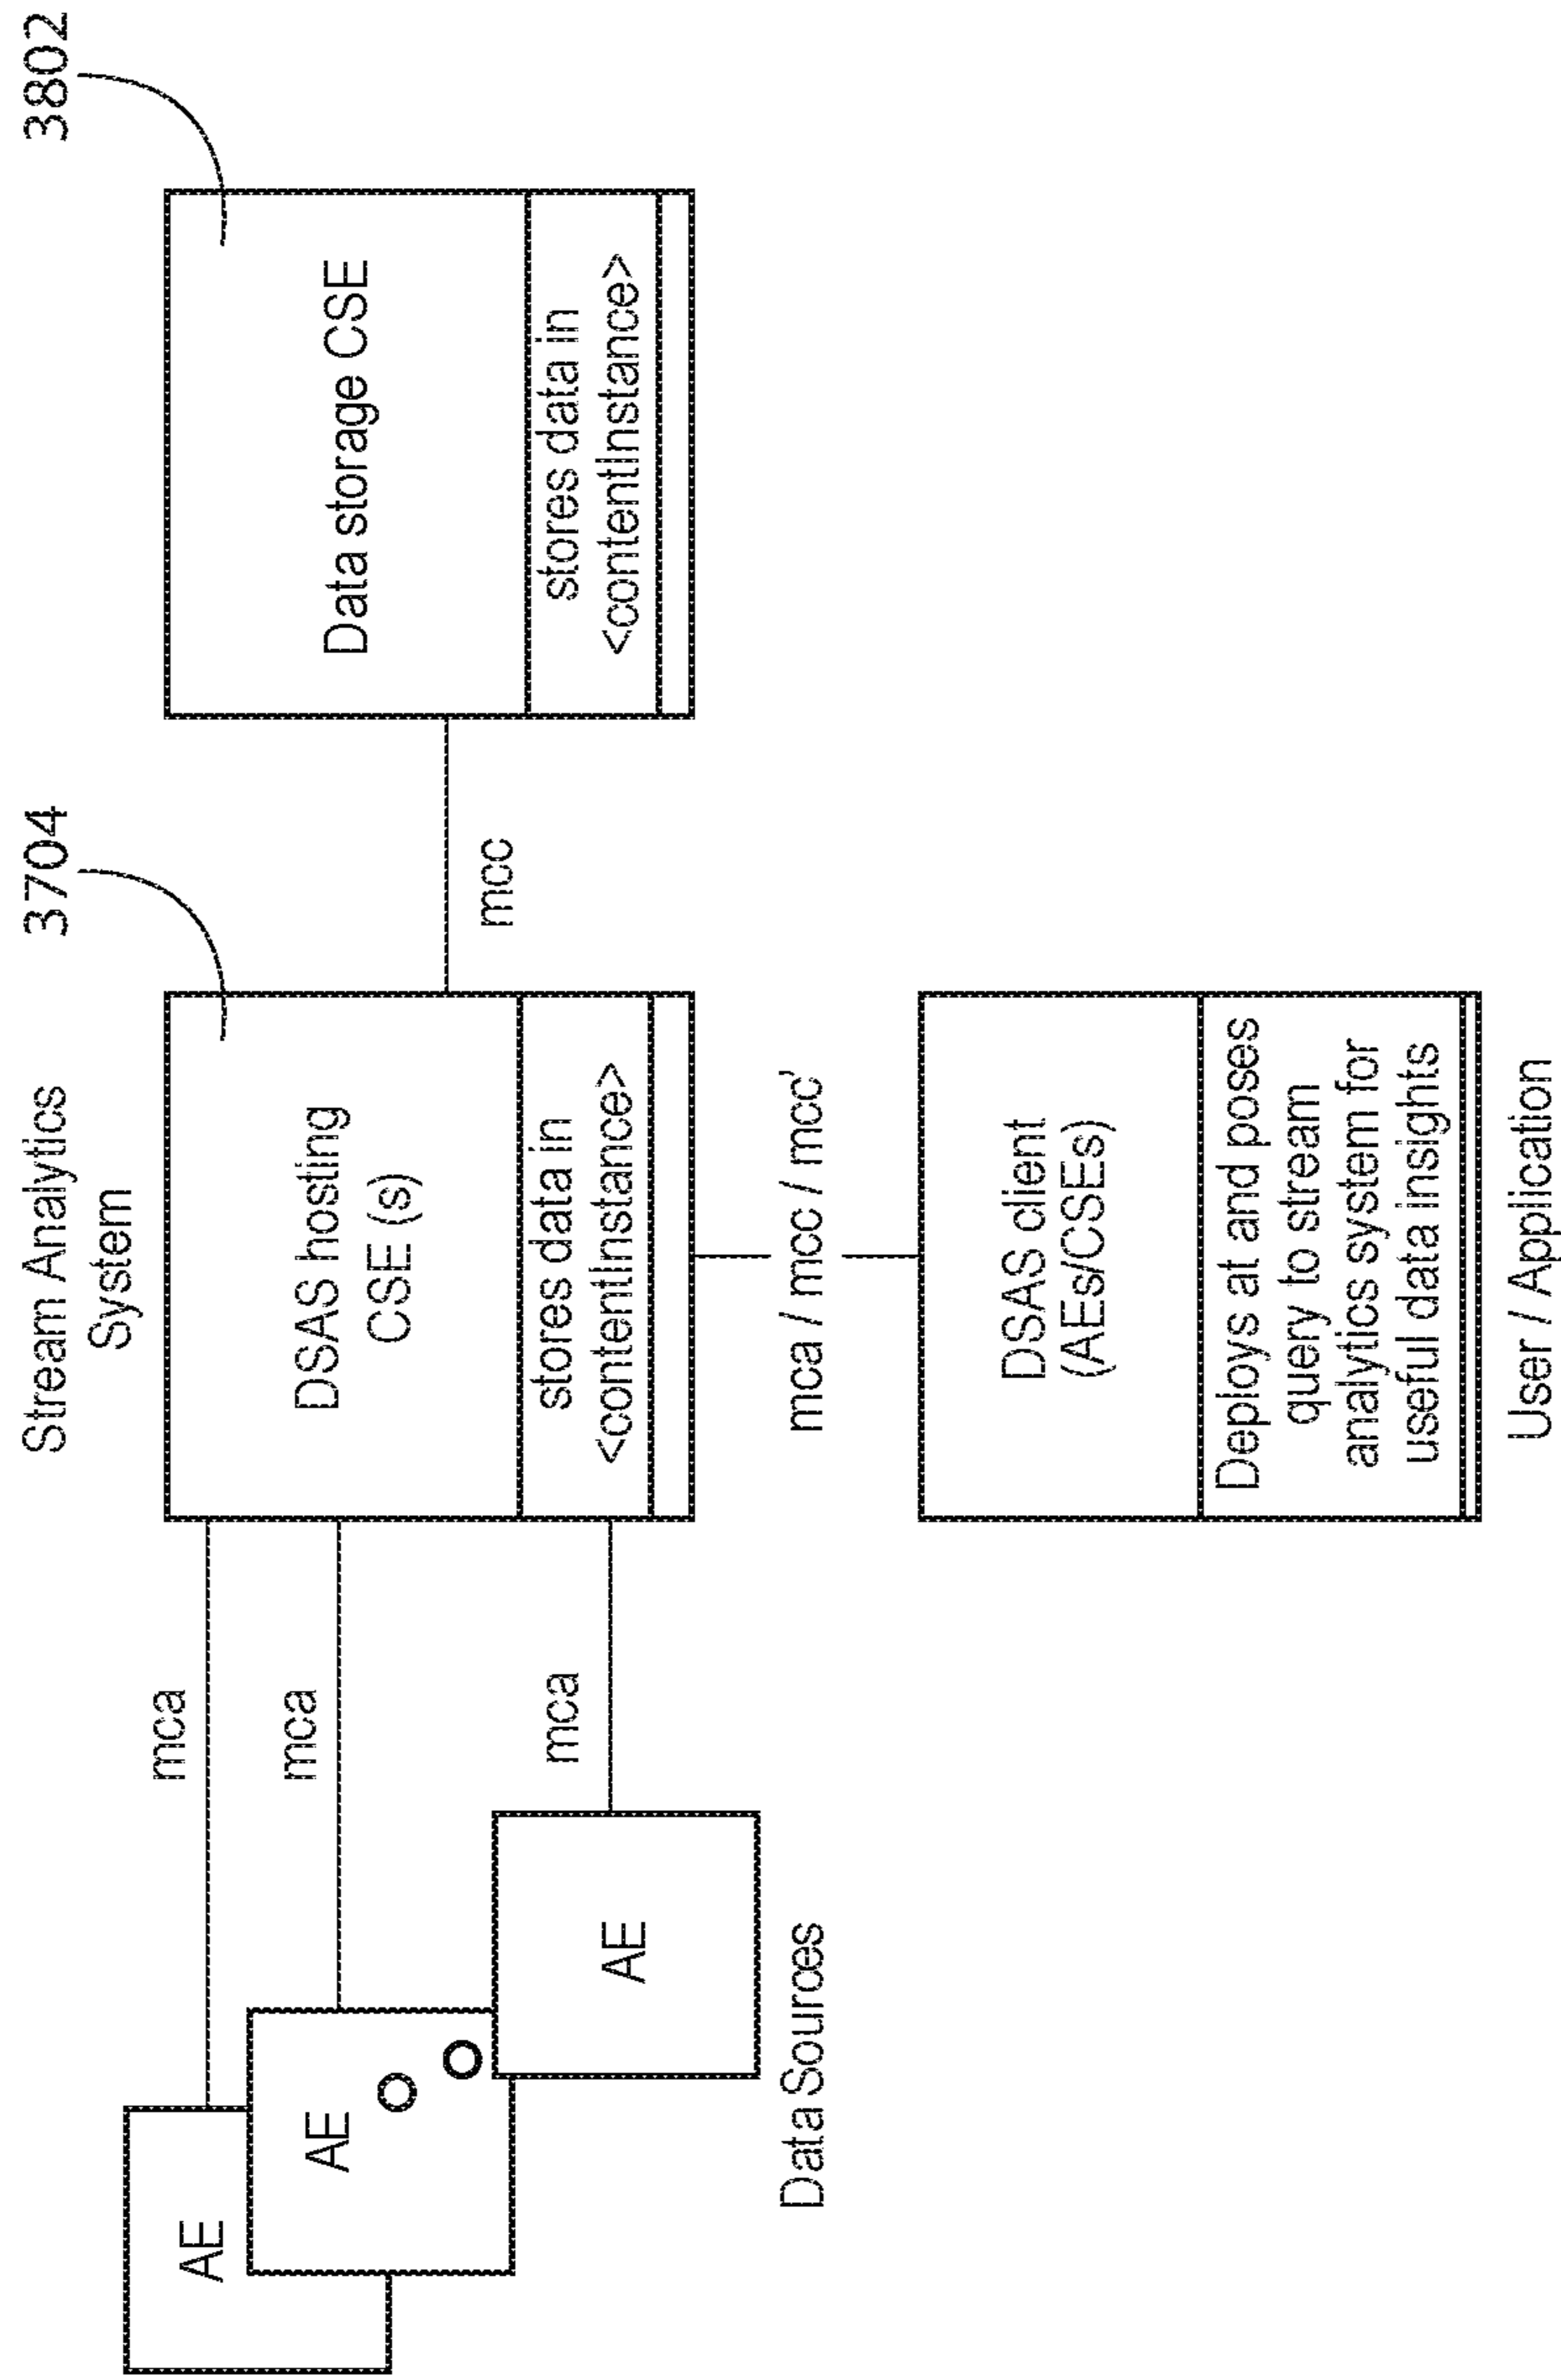 Stream Analytics
System
3704
3802
AE
AE
AE
Data Sources
mca
mca
mca
DSAS hosting
CSE (s)
stores data in
<contentInstance>
mcc
Data storage CSE
stores data in
<contentInstance>
mca / mcc / mcc'
DSAS client
(AEs/CSEs)
Deploys at and poses
query to stream
analytics system for
useful data insights
User / Application